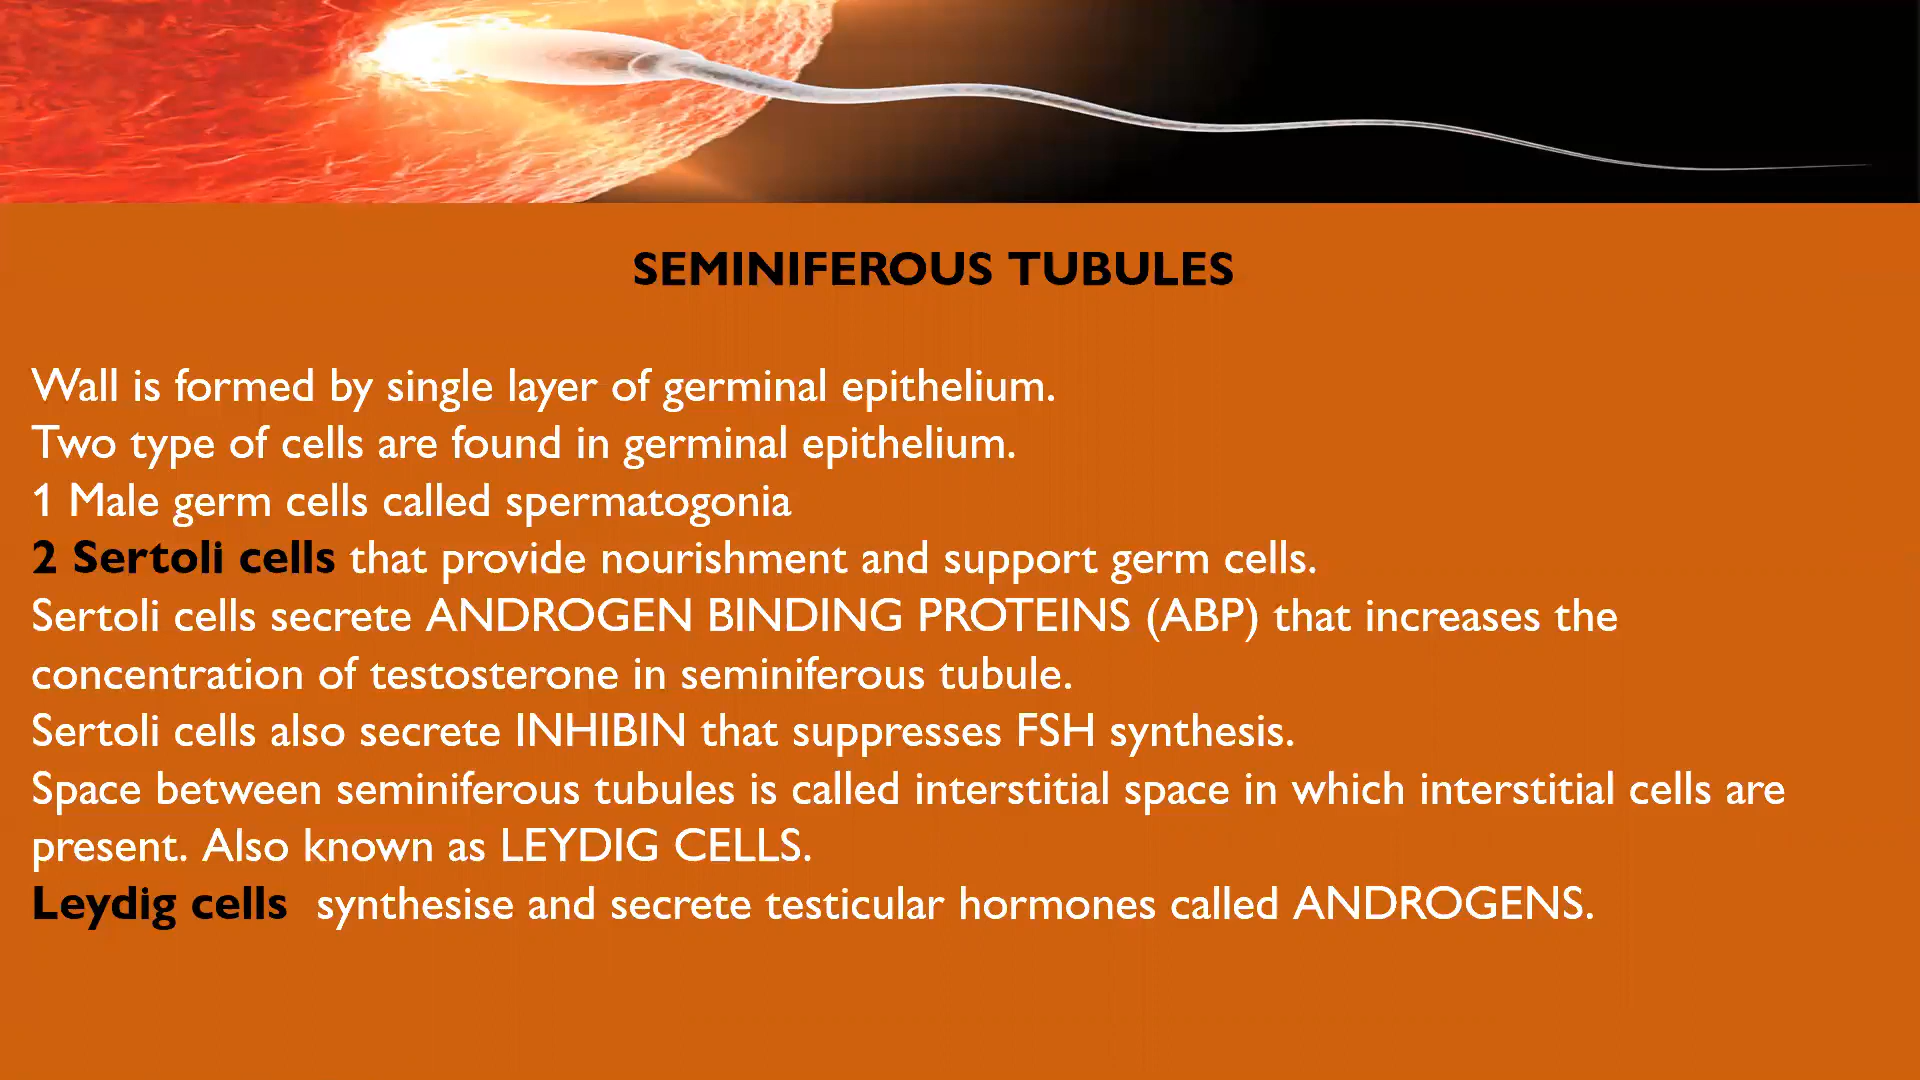 SEMINIFEROUS TUBULES
Wall is formed by single layer of germinal epithelium.
Two type of cells are found in germinal epithelium.
1 Male germ cells called spermatogonia
2 Sertoli cells that provide nourishment and support germ cells.
Sertoli cells secrete ANDROGEN BINDING PROTEINS (ABP) that increases the
concentration of testosterone in seminiferous tubule.
Sertoli cells also secrete INHIBIN that suppresses FSH synthesis.
Space between seminiferous tubules is called interstitial space in which interstitial cells are
present. Also known as LEYDIG CELLS.
Leydig cells synthesise and secrete testicular hormones called ANDROGENS.